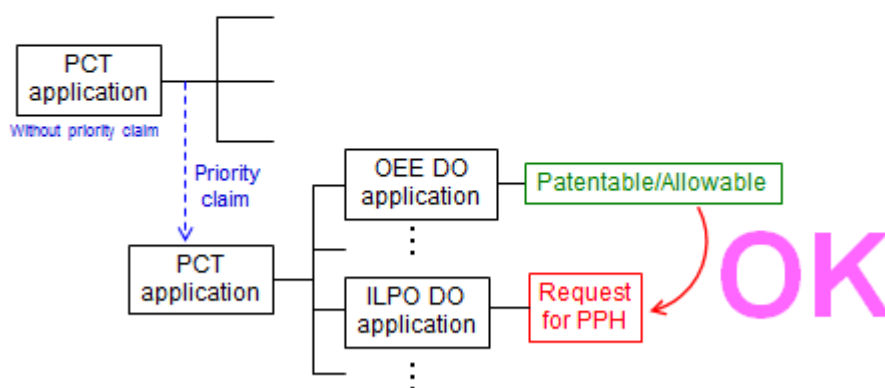 PCT
application
Without priority claim
Priority
claim
OEE DO
application
Patentable/Allowable
PCT
application
ILPO DO
application
Request
for PPH
OK